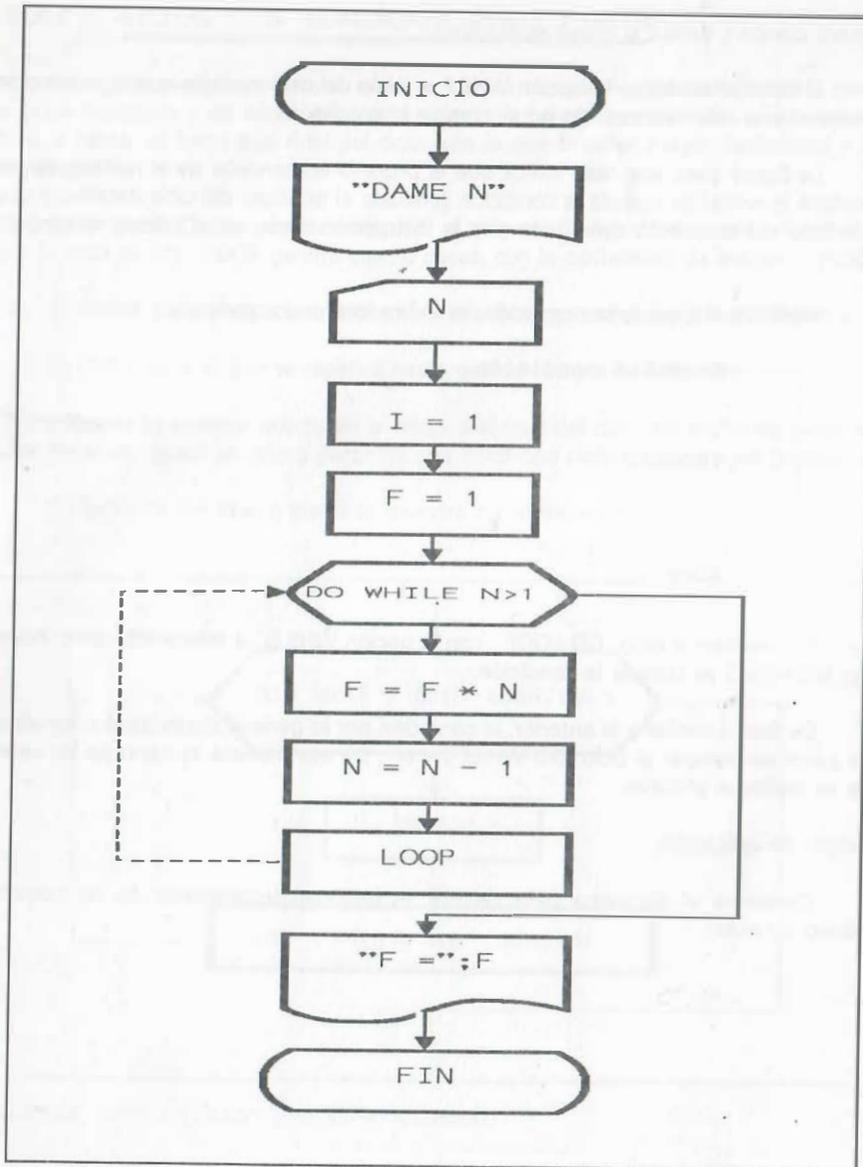 INICIO
"DAME N"
N
I = 1
F = 1
DO WHILE N>1
F = F * N
N = N - 1
LOOP
"F =";F
FIN